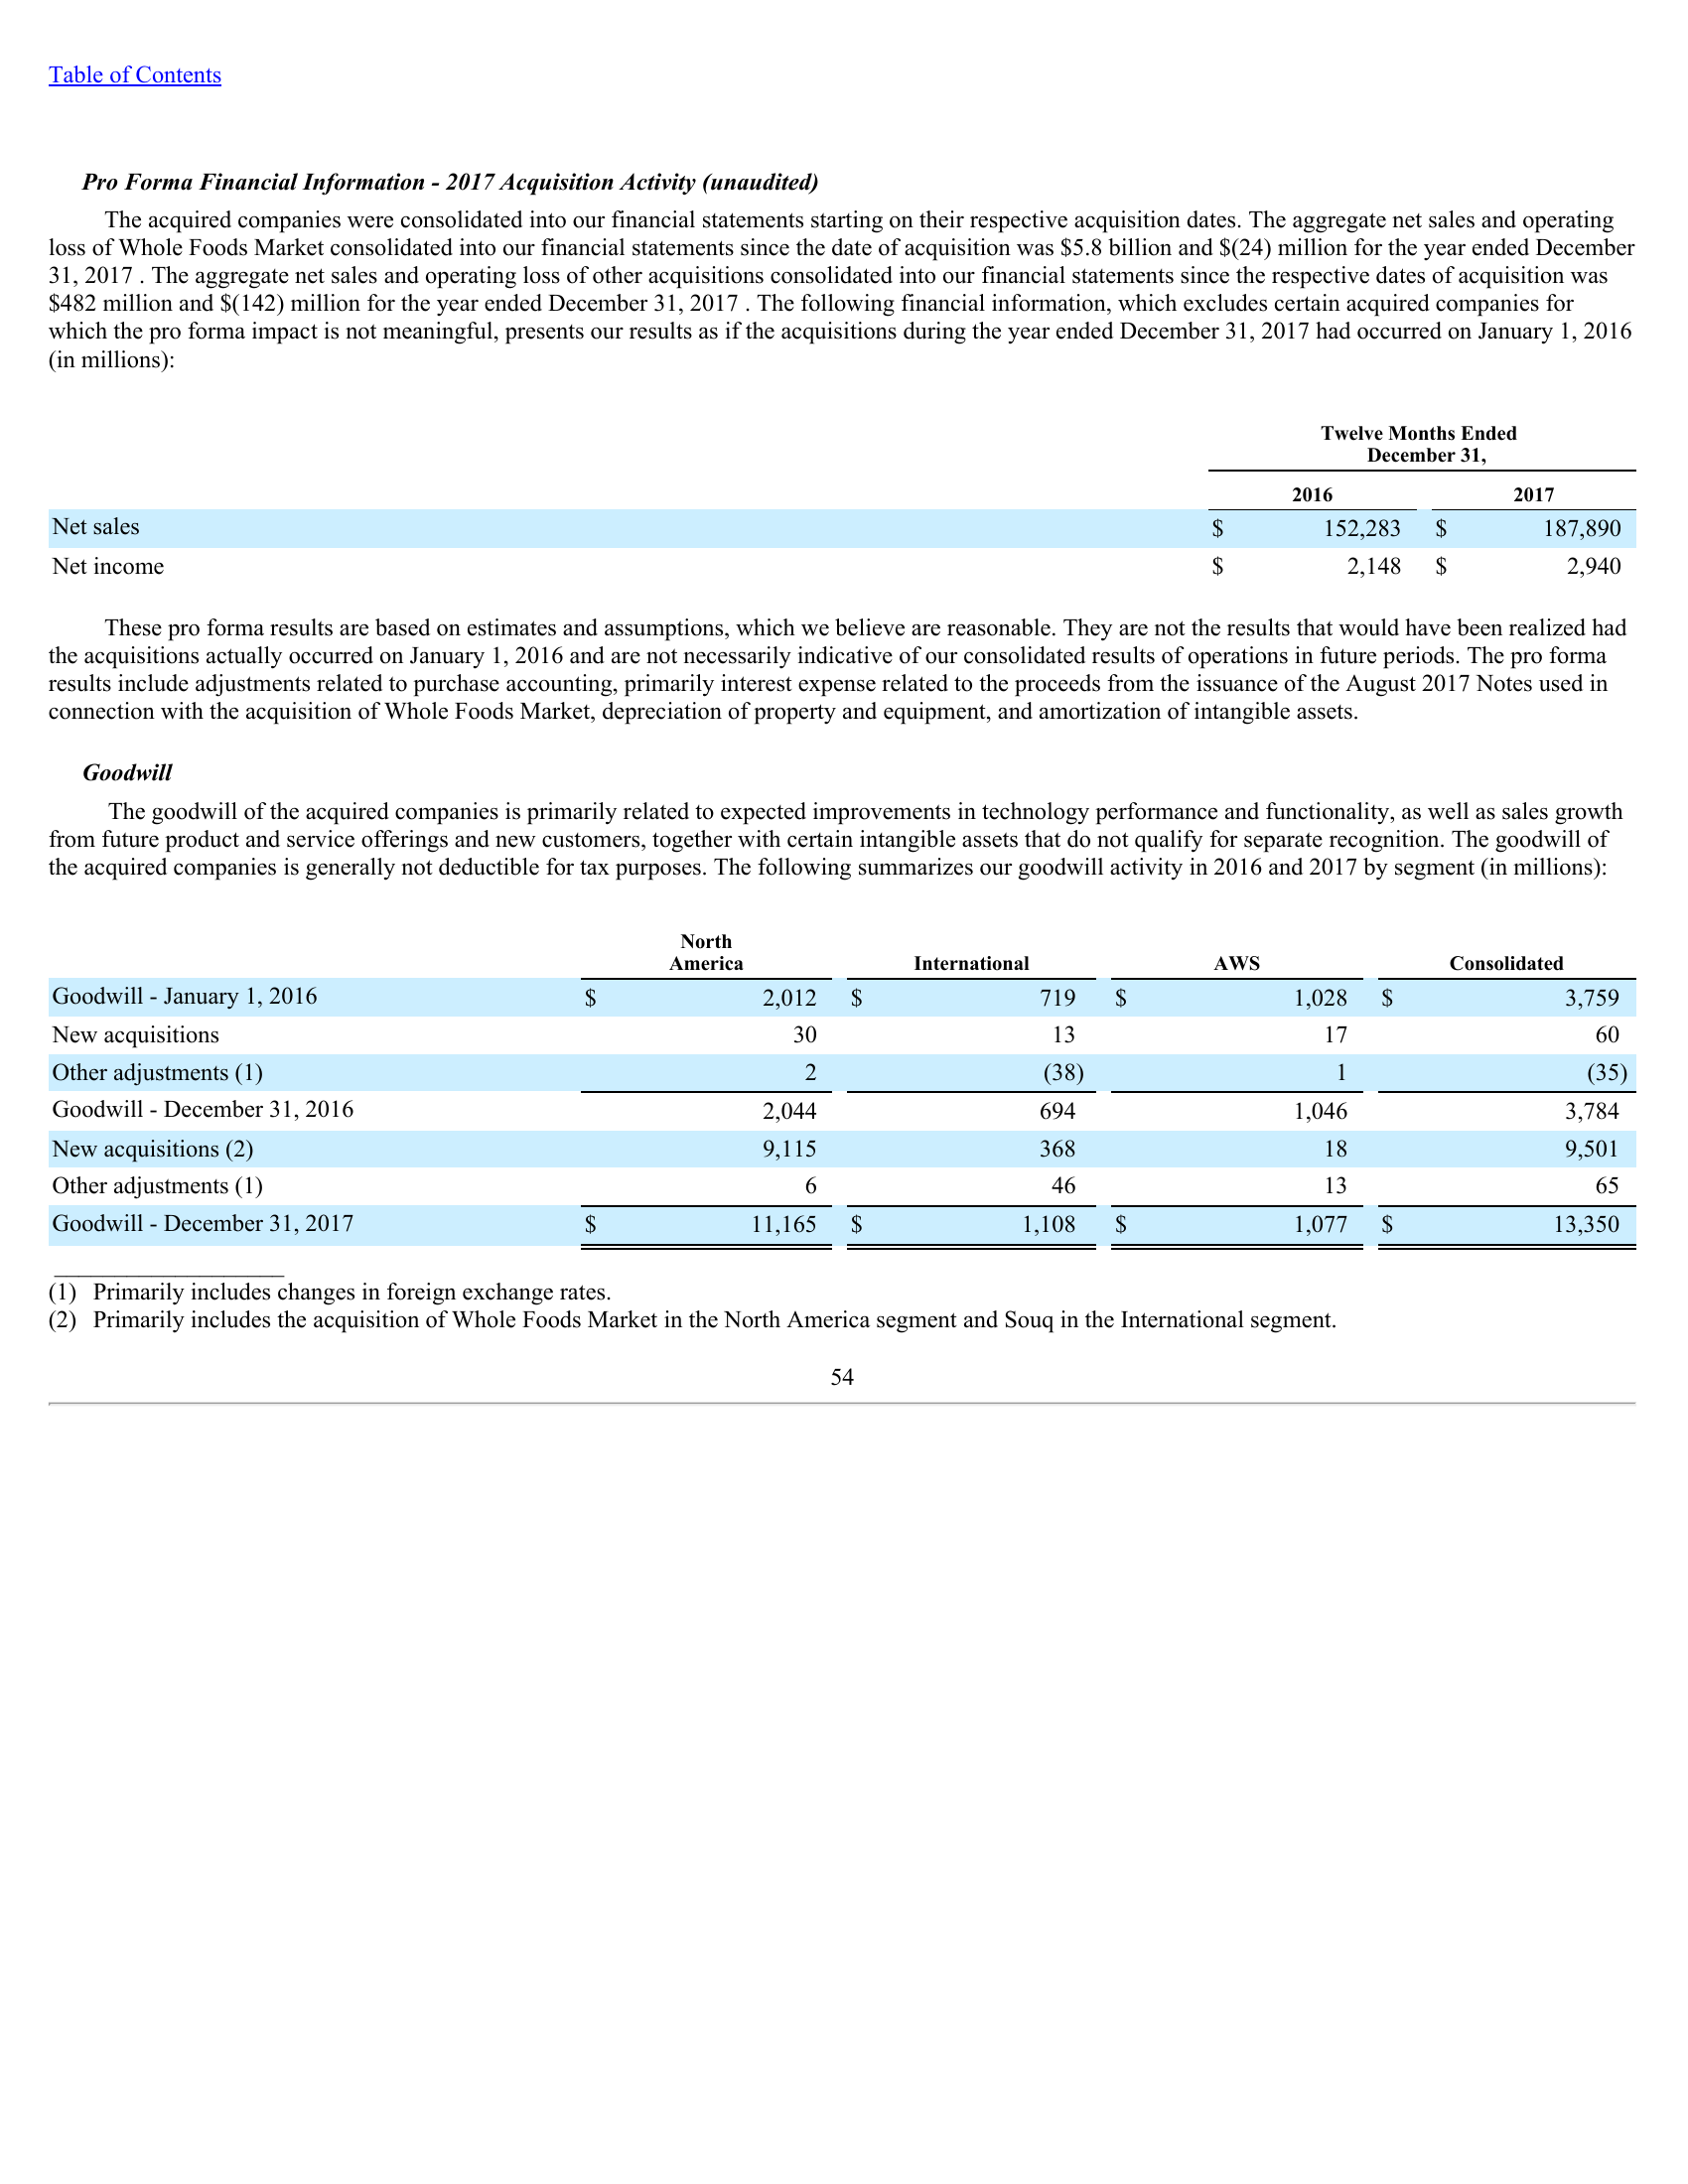 Table of Contents
Pro Forma Financial Information - 2017 Acquisition Activity (unaudited)
The acquired companies were consolidated into our financial statements starting on their respective acquisition dates. The aggregate net sales and operating
loss of Whole Foods Market consolidated into our financial statements since the date of acquisition was $5.8 billion and $(24) million for the year ended December
31, 2017 . The aggregate net sales and operating loss of other acquisitions consolidated into our financial statements since the respective dates of acquisition was
$482 million and $(142) million for the year ended December 31, 2017 . The following financial information, which excludes certain acquired companies for
which the pro forma impact is not meaningful, presents our results as if the acquisitions during the year ended December 31, 2017 had occurred on January 1, 2016
(in millions):
Twelve Months Ended
December 31,
2016 2017
Net sales $ 152,283 $ 187,890
Net income $ 2,148 $ 2,940
These pro forma results are based on estimates and assumptions, which we believe are reasonable. They are not the results that would have been realized had
the acquisitions actually occurred on January 1, 2016 and are not necessarily indicative of our consolidated results of operations in future periods. The pro forma
results include adjustments related to purchase accounting, primarily interest expense related to the proceeds from the issuance of the August 2017 Notes used in
connection with the acquisition of Whole Foods Market, depreciation of property and equipment, and amortization of intangible assets.
Goodwill
The goodwill of the acquired companies is primarily related to expected improvements in technology performance and functionality, as well as sales growth
from future product and service offerings and new customers, together with certain intangible assets that do not qualify for separate recognition. The goodwill of
the acquired companies is generally not deductible for tax purposes. The following summarizes our goodwill activity in 2016 and 2017 by segment (in millions):
North
America International AWS Consolidated
Goodwill - January 1, 2016 $ 2,012 $ 719 $ 1,028 $ 3,759
New acquisitions 30 13 17 60
Other adjustments (1) 2 (38) 1 (35)
Goodwill - December 31, 2016 2,044 694 1,046 3,784
New acquisitions (2) 9,115 368 18 9,501
Other adjustments (1) 6 46 13 65
Goodwill - December 31, 2017 $ 11,165 $ 1,108 $ 1,077 $ 13,350
(1) Primarily includes changes in foreign exchange rates.
(2) Primarily includes the acquisition of Whole Foods Market in the North America segment and Souq in the International segment.
54